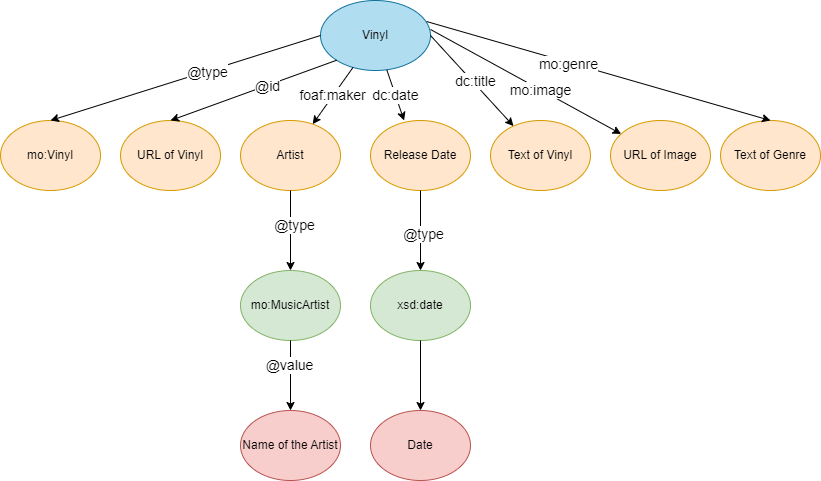 Vinyl
mo:genre
@type
dc:title
@id
mo:image
foaf:maker
dc:date
mo:Vinyl
URL of Vinyl
Artist
Release Date
Text of Vinyl
URL of Image
Text of Genre
@type
@type
mo:MusicArtist
xsd:date
@value
Name of the Artist
Date